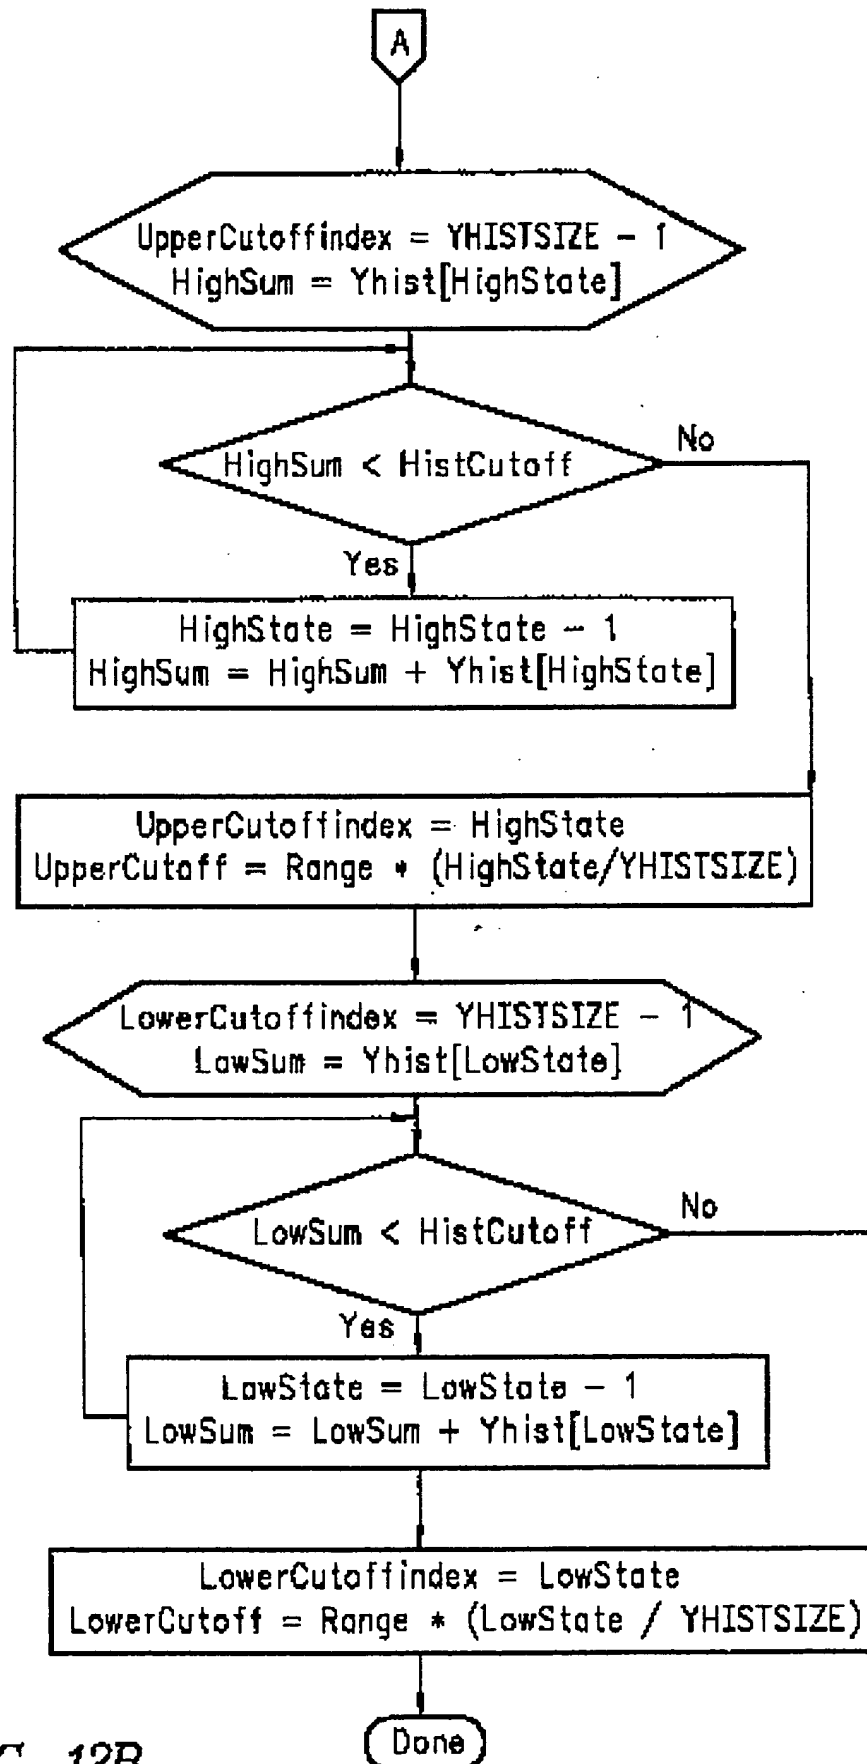 A
UpperCutoffindex = YHISTSIZE - 1
HighSum = Yhist[HighState]
HighSum < HistCutoff
No
Yes
HighState = HighState - 1
HighSum = HighSum + Yhist[HighState]
UpperCutoffindex = HighState
UpperCutoff = Range * (HighState/YHISTSIZE)
LowerCutoffindex = YHISTSIZE - 1
LowSum = Yhist[LowState]
LowSum < HistCutoff
No
Yes
LowState = LowState - 1
LowSum = LowSum + Yhist[LowState]
LowerCutoffindex = LowState
LowerCutoff = Range * (LowState / YHISTSIZE)
Done
12B